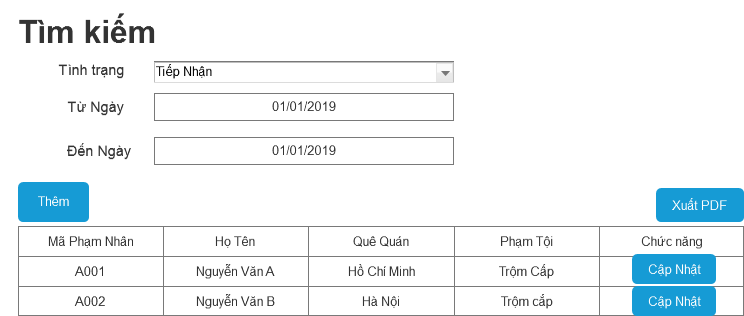 Tìm kiếm
Tình trạng Tiếp Nhận
Từ Ngày 01/01/2019
Đến Ngày 01/01/2019
Thêm Xuất PDF
Mã Phạm Nhân Họ Tên Quê Quán Phạm Tội Chức năng
A001 Nguyễn Văn A Hồ Chí Minh Trộm Cắp Cập Nhật
A002 Nguyễn Văn B Hà Nội Trộm cắp Cập Nhật